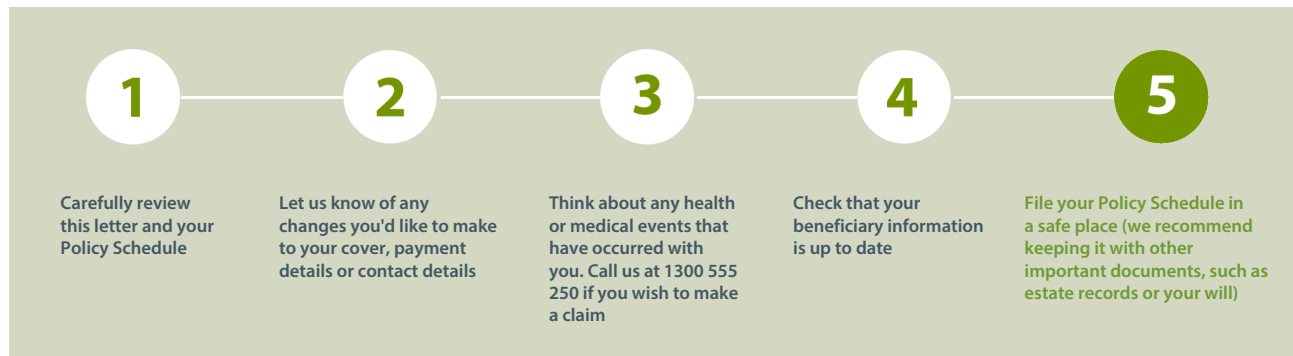 1
2
3
4
5
Carefully review
this letter and your
Policy Schedule
Let us know of any
changes you'd like to make
to your cover, payment
details or contact details
Think about any health
or medical events that
have occurred with
you. Call us at 1300 555
250 if you wish to make
a claim
Check that your
beneficiary information
is up to date
File your Policy Schedule in
a safe place (we recommend
keeping it with other
important documents, such as
estate records or your will)